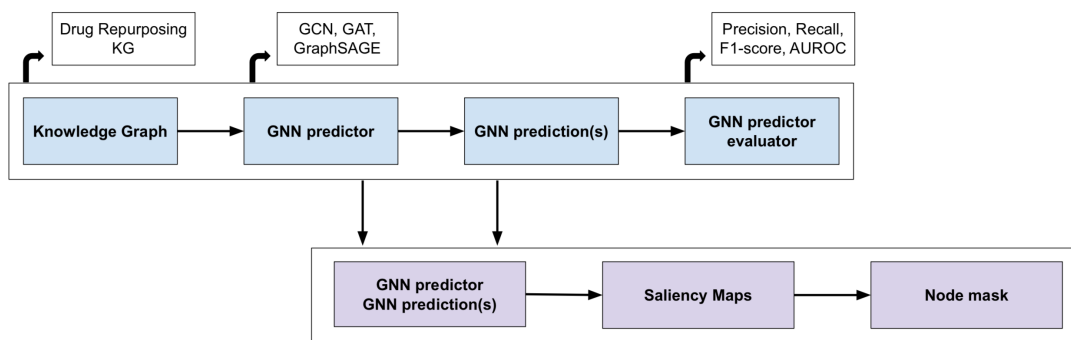 Drug Repurposing
KG
GCN, GAT,
GraphSAGE
Precision, Recall,
F1-score, AUROC
Knowledge Graph
GNN predictor
GNN prediction(s)
GNN predictor
evaluator
GNN predictor
GNN prediction(s)
Saliency Maps
Node mask